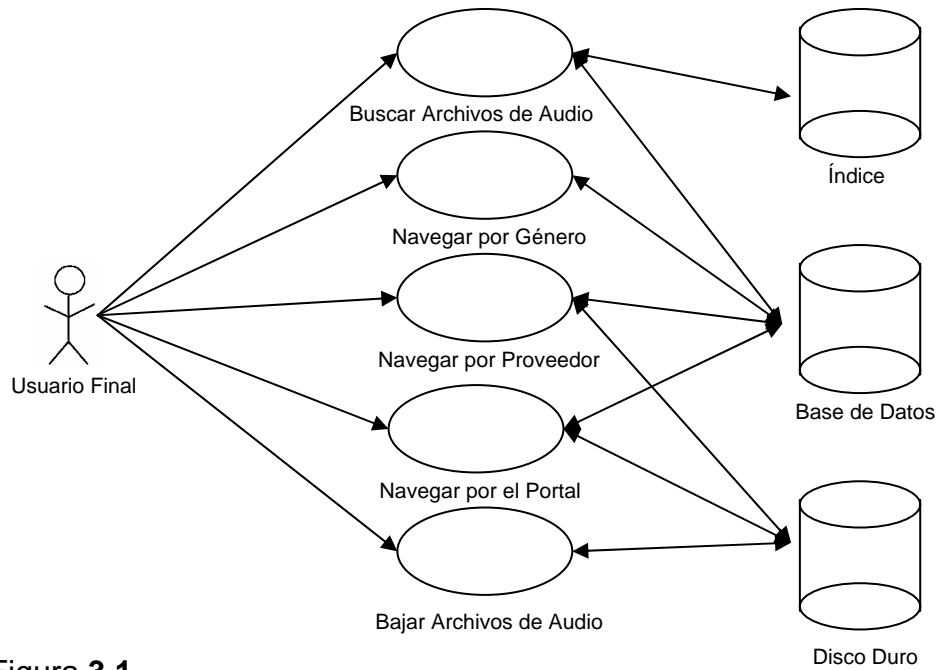 Buscar Archivos de Audio
Índice
Navegar por Género
Navegar por Proveedor
Usuario Final
Base de Datos
Navegar por el Portal
Bajar Archivos de Audio
Disco Duro
Figura 3.1